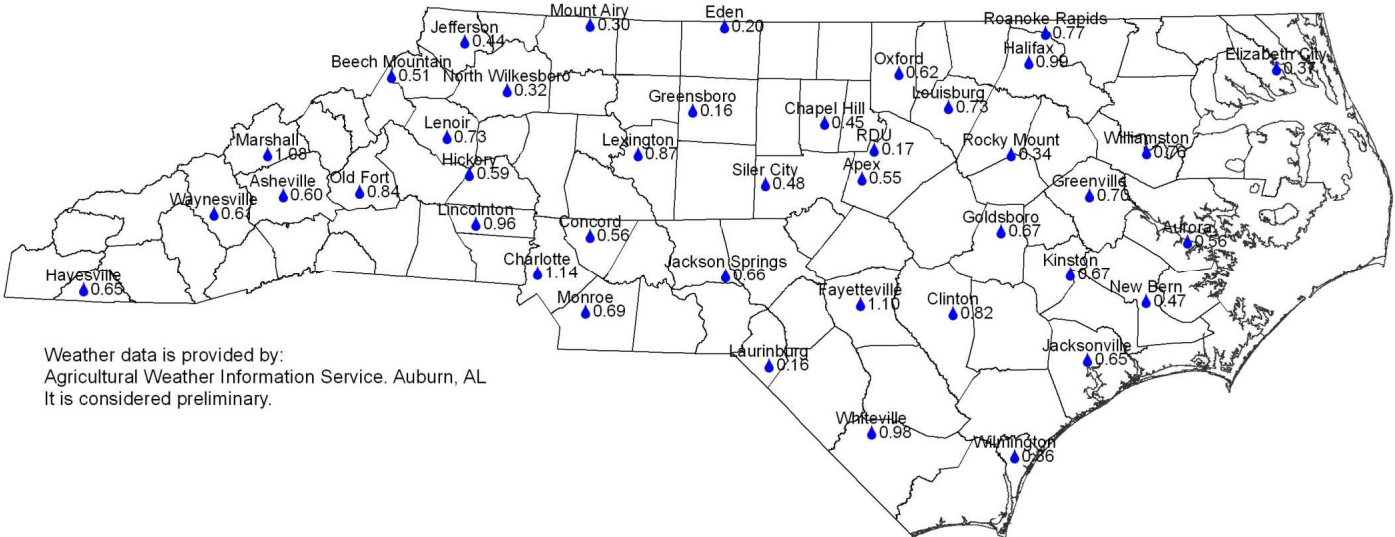 Mount Airy
0.30
Eden
0.20
Roanoke Rapids
0.77
Jefferson
0.44
Halifax
0.99
Elizabeth City
0.37
Beech Mountain
0.51
Oxford
0.62
North Wilkesboro
0.32
Louisburg
0.73
Greensboro
0.16
Chapel Hill
0.45
Lenoir
0.73
RDU
0.17
Marshall
1.08
Lexington
0.87
Rocky Mount
0.34
Williamston
Hickory
0.59
Apex
0.55
Siler City
0.48
Old Fort
0.84
Asheville
0.60
Greenville
0.70
Waynesville
Lincolnton
0.96
Concord
0.56
Goldsboro
0.67
Aurora
0.56
Charlotte
1.14
Jackson Springs
0.66
Kinston
0.67
Hayesville
0.65
New Bern
0.47
Monroe
0.69
Fayetteville
1.10
Clinton
0.82
Jacksonville
0.65
Laurinburg
0.16
Whiteville
0.98
Wilmington
Weather data is provided by:
Agricultural Weather Information Service. Auburn, AL
It is considered preliminary.